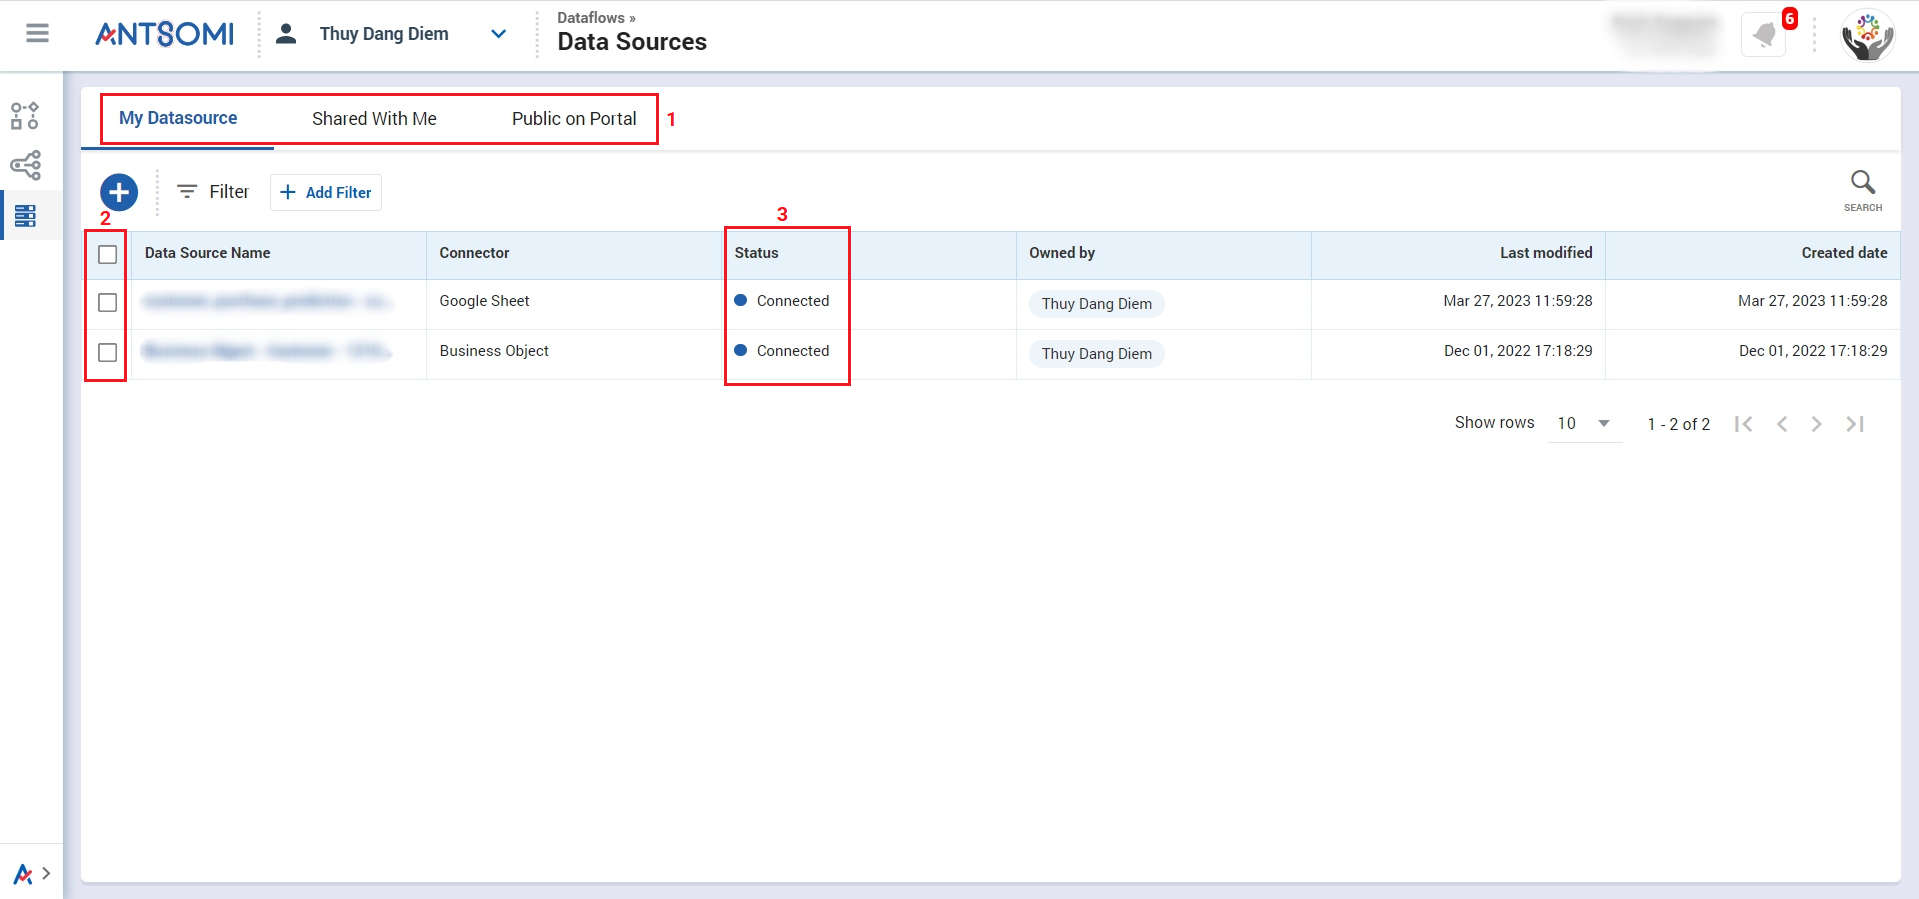 ANTSOMI
Thuy Dang Diem
Dataflows »
Data Sources
6
My Datasource
Shared With Me
Public on Portal
1
Filter
Add Filter
SEARCH
2
3
Data Source Name
Connector
Status
Owned by
Last modified
Created date
Google Sheet
Connected
Thuy Dang Diem
Mar 27, 2023 11:59:28
Mar 27, 2023 11:59:28
Business Object
Connected
Thuy Dang Diem
Dec 01, 2022 17:18:29
Dec 01, 2022 17:18:29
Show rows
10
1 - 2 of 2